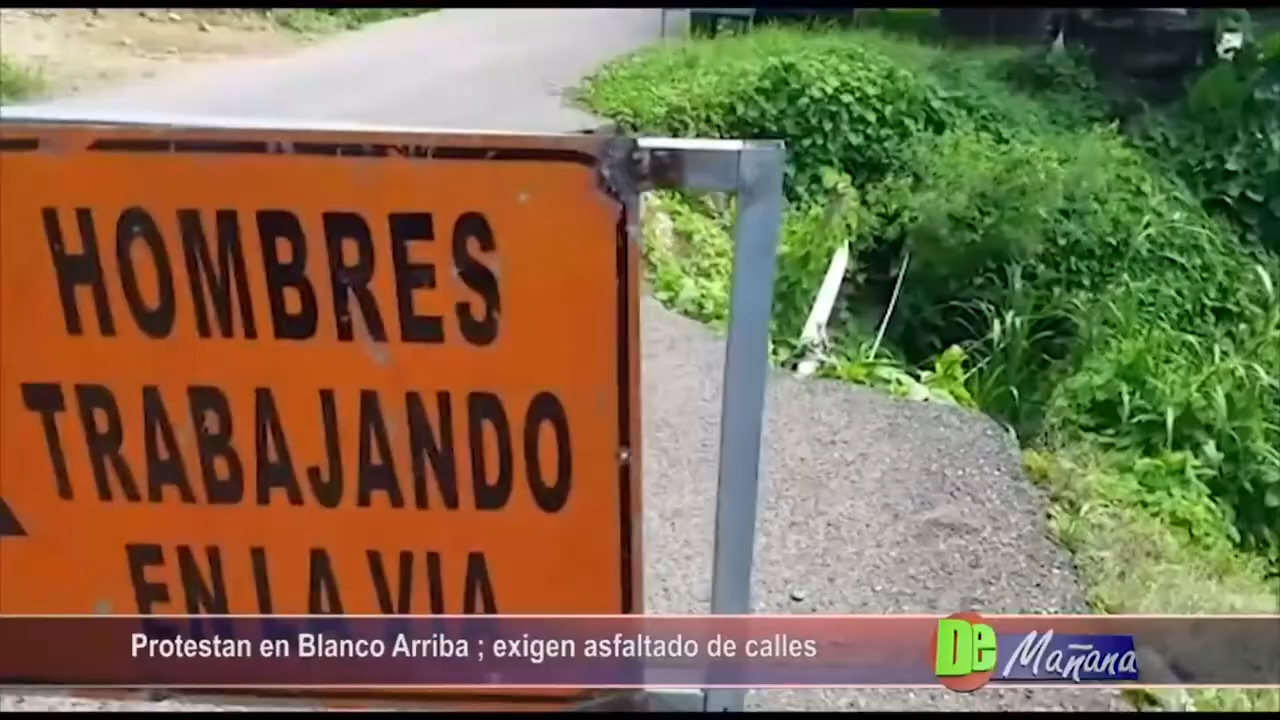 HOMBRES
TRABAJANDO
EN LA VIA
Protestan en Blanco Arriba ; exigen asfaltado de calles
De Mañana